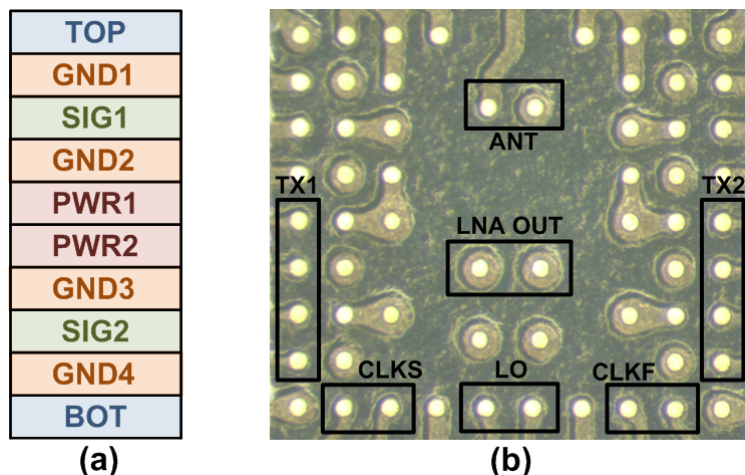 TOP
GND1
SIG1
GND2
PWR1
PWR2
GND3
SIG2
GND4
BOT
(a)
ANT
TX1
TX2
LNA OUT
CLKS
LO
CLKF
(b)